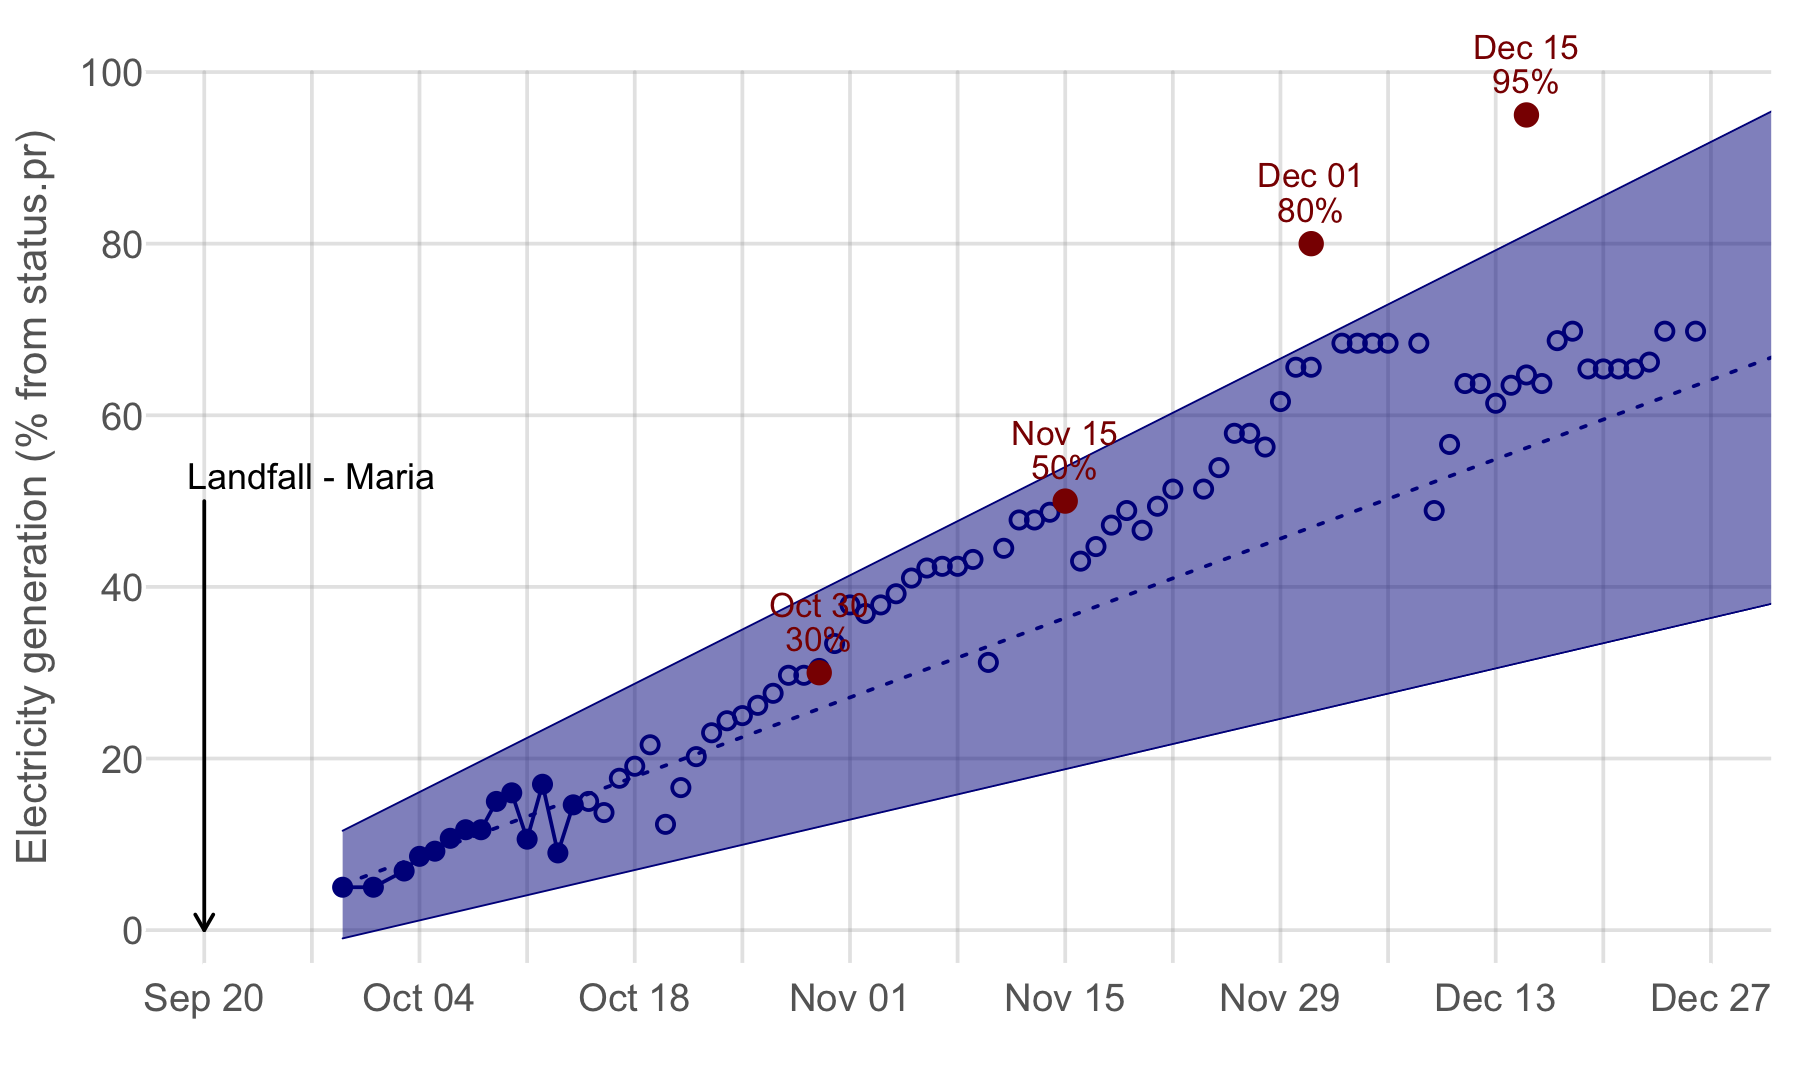 Electricity generation (% from status.pr)
100
80
60
40
20
0
Landfall - Maria
Oct 30
30%
Nov 15
50%
Dec 01
80%
Dec 15
95%
Sep 20
Oct 04
Oct 18
Nov 01
Nov 15
Nov 29
Dec 13
Dec 27